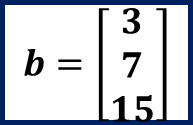 b = [3
7
15]